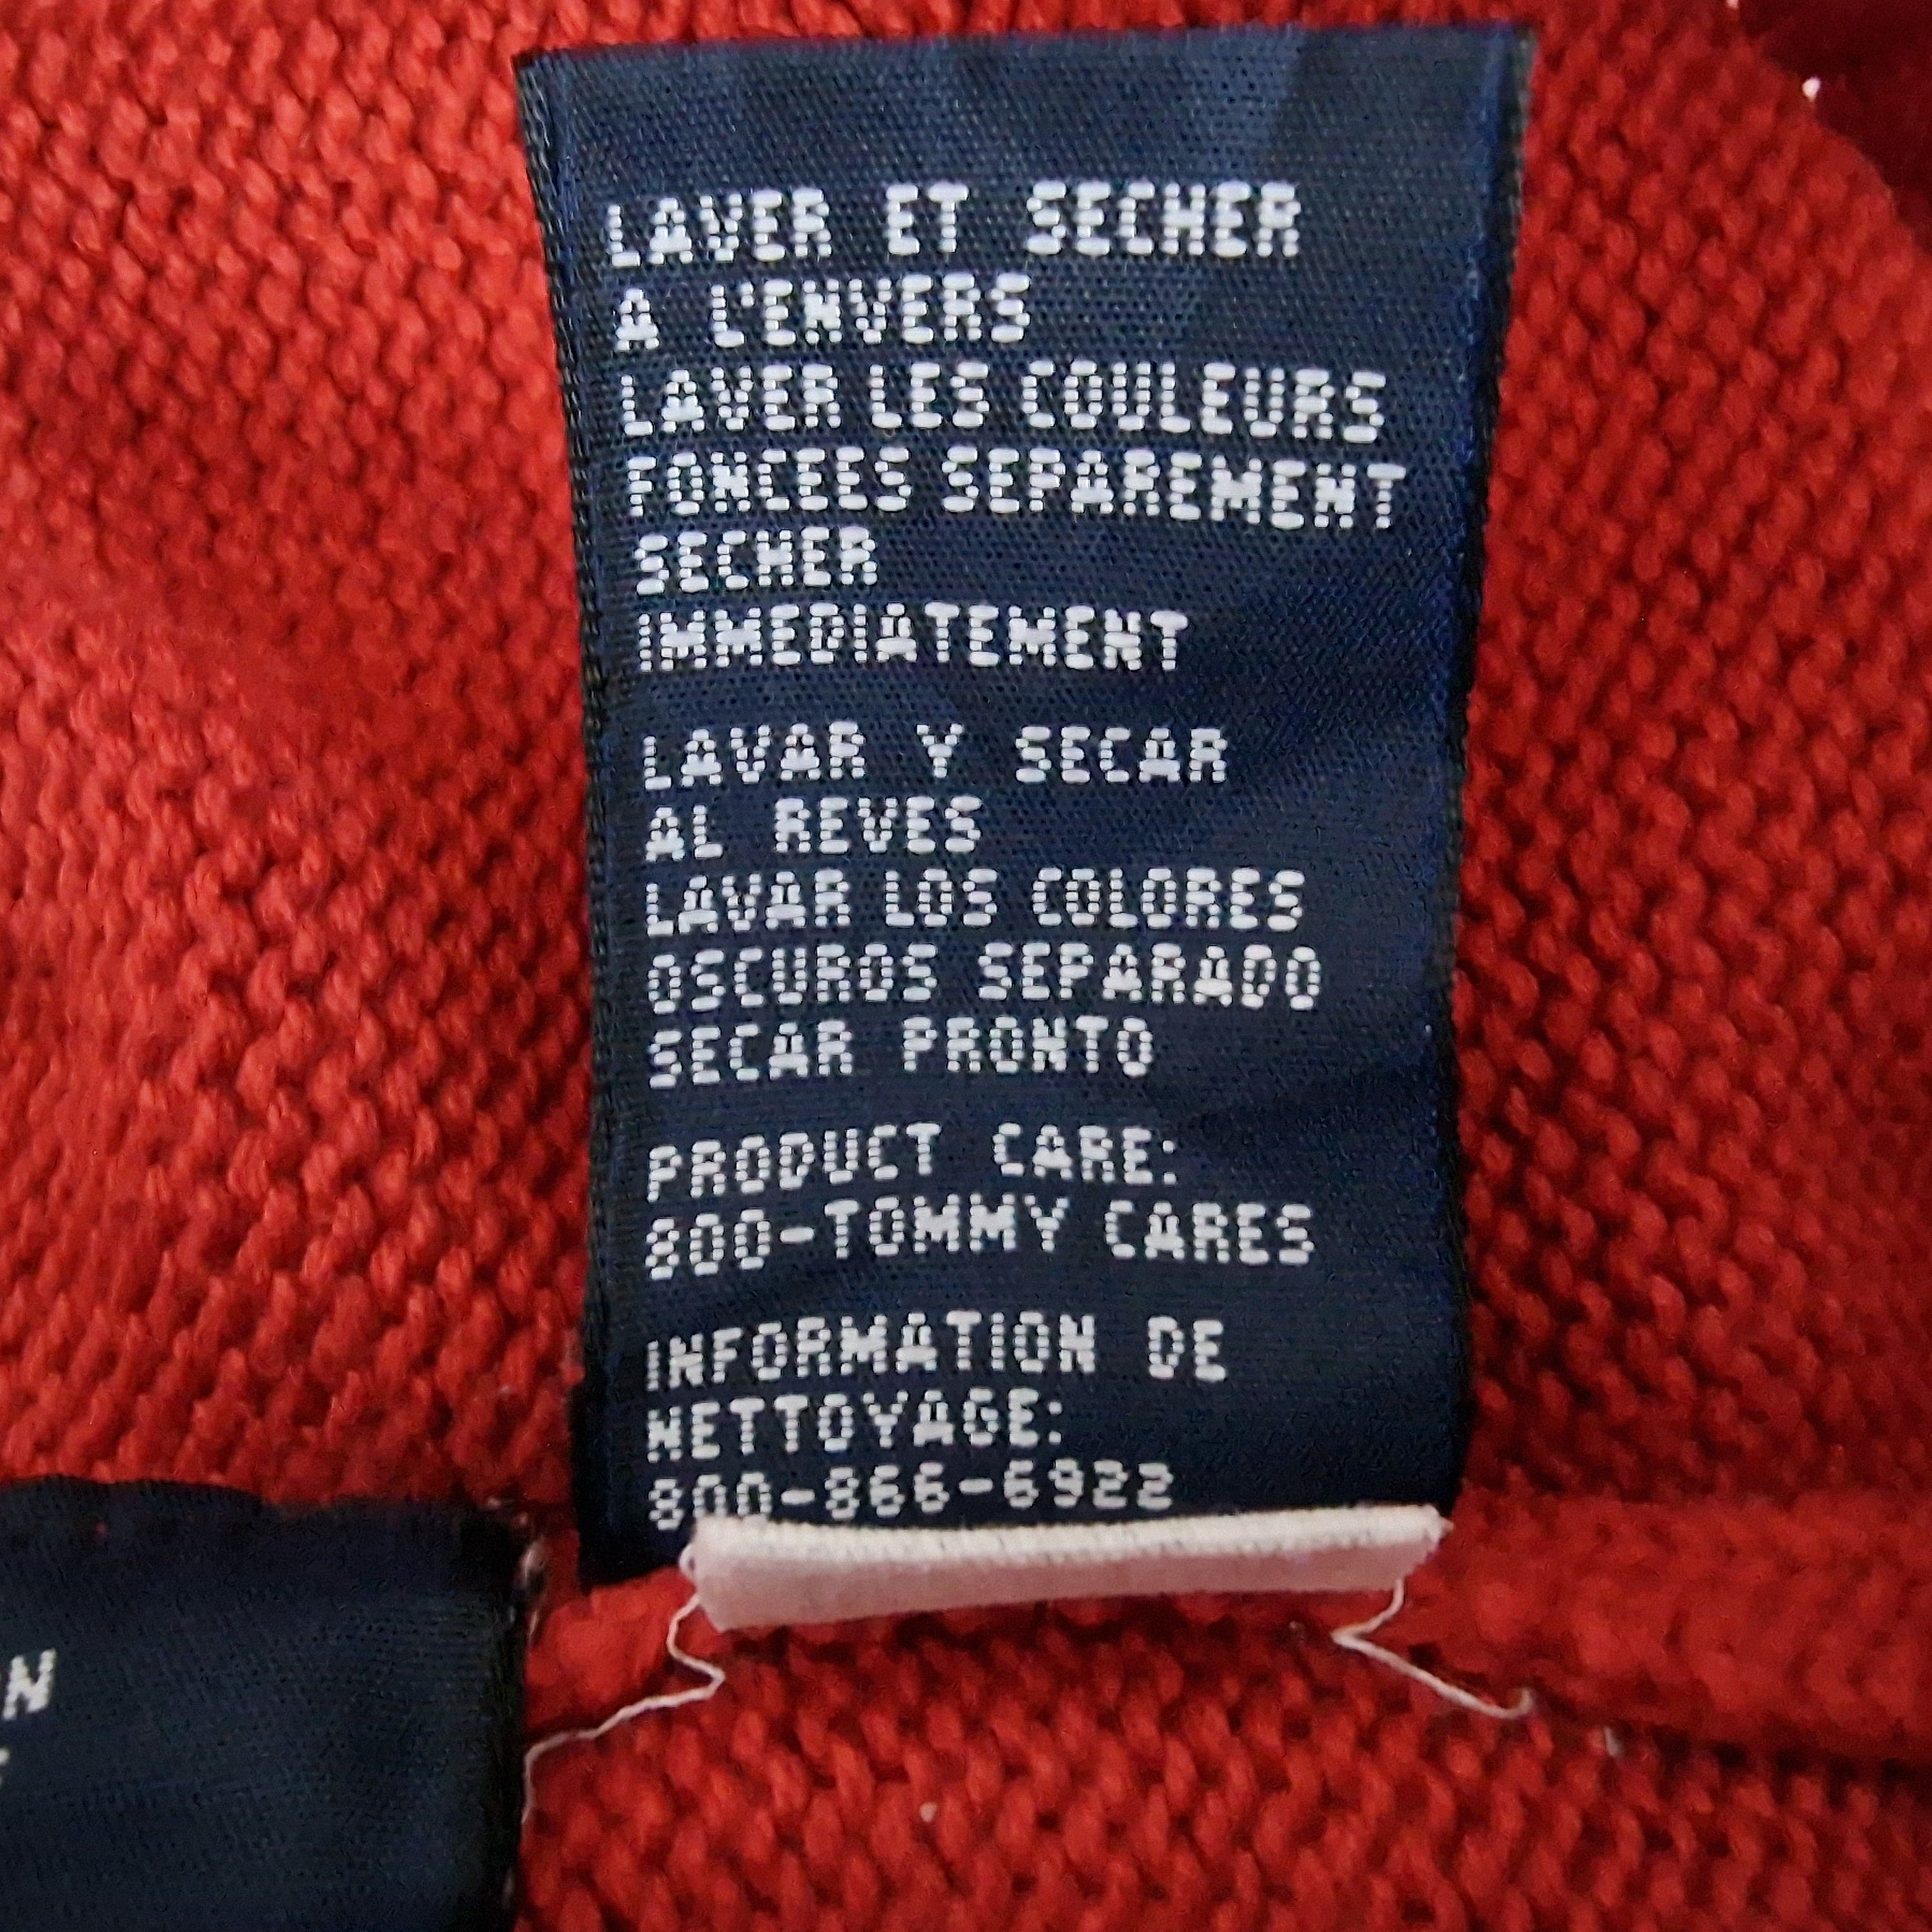 LAVER ET SECHER
A L'ENVERS
LAVER LES COULEURS
FONCEES SEPAREMENT
SECHER
IMMEDIATEMENT
LAVAR Y SECAR
AL REVES
LAVAR LOS COLORES
OSCUROS SEPARADO
SECAR PRONTO
PRODUCT CARE:
800-TOMMY CARES
INFORMATION DE
NETTOYAGE:
800-866-6922